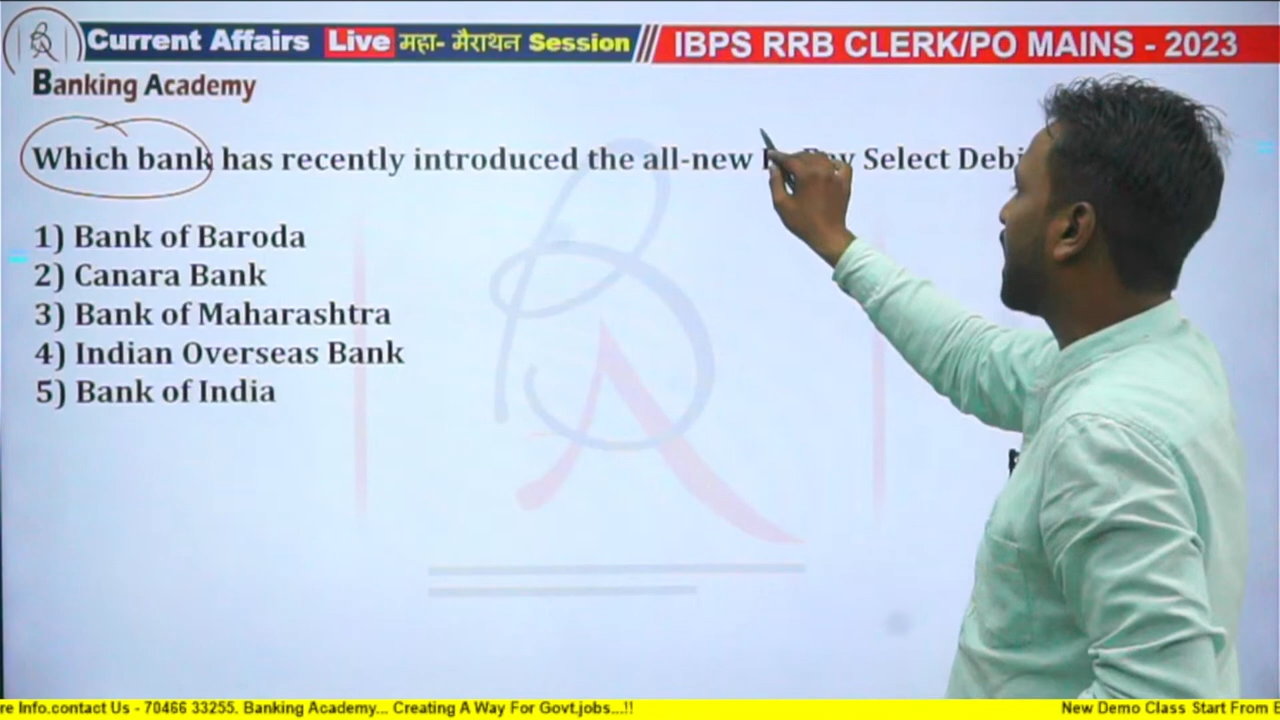 Current Affairs Live महा- मैराथन Session
IBPS RRB CLERK/PO MAINS - 2023
Banking Academy
Which bank has recently introduced the all-new Select
1) Bank of Baroda
2) Canara Bank
3) Bank of Maharashtra
4) Indian Overseas Bank
5) Bank of India
re Info.contact Us - 70466 33255. Banking Academy... Creating A Way For Govt.jobs...!!
New Demo Class Start From